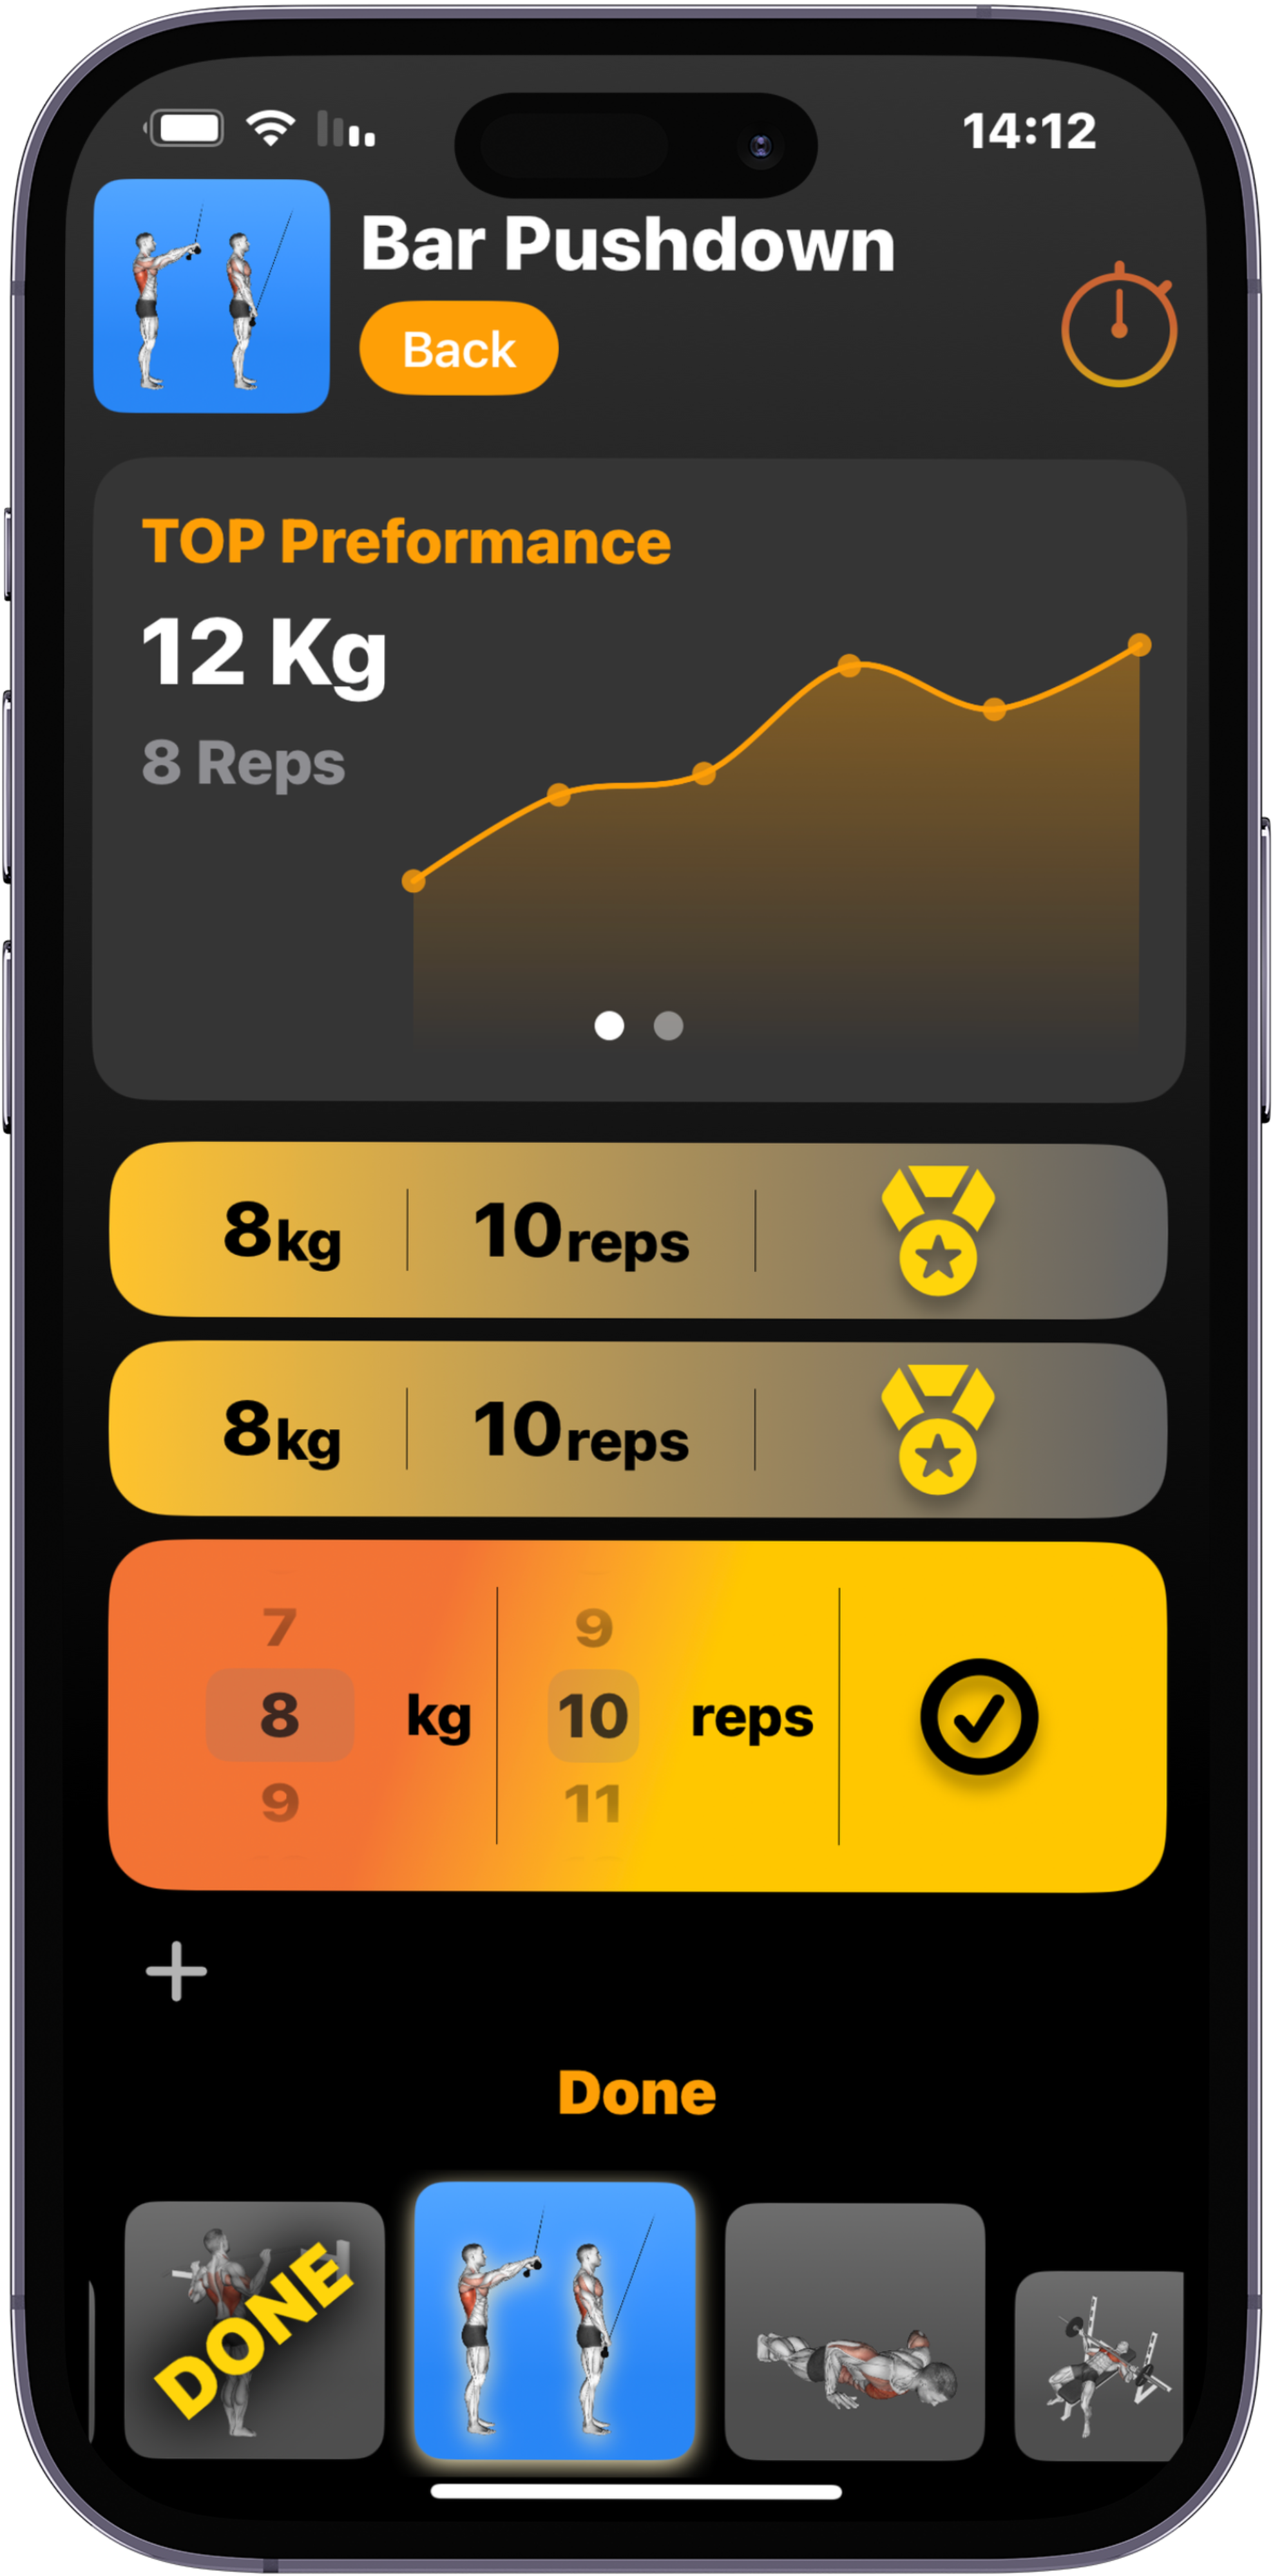 14:12
Bar Pushdown
Back
TOP Preformance
12 Kg
8 Reps
8kg 10reps
8kg 10reps
7 9
8 kg 10 reps
9 11
Done
DONE